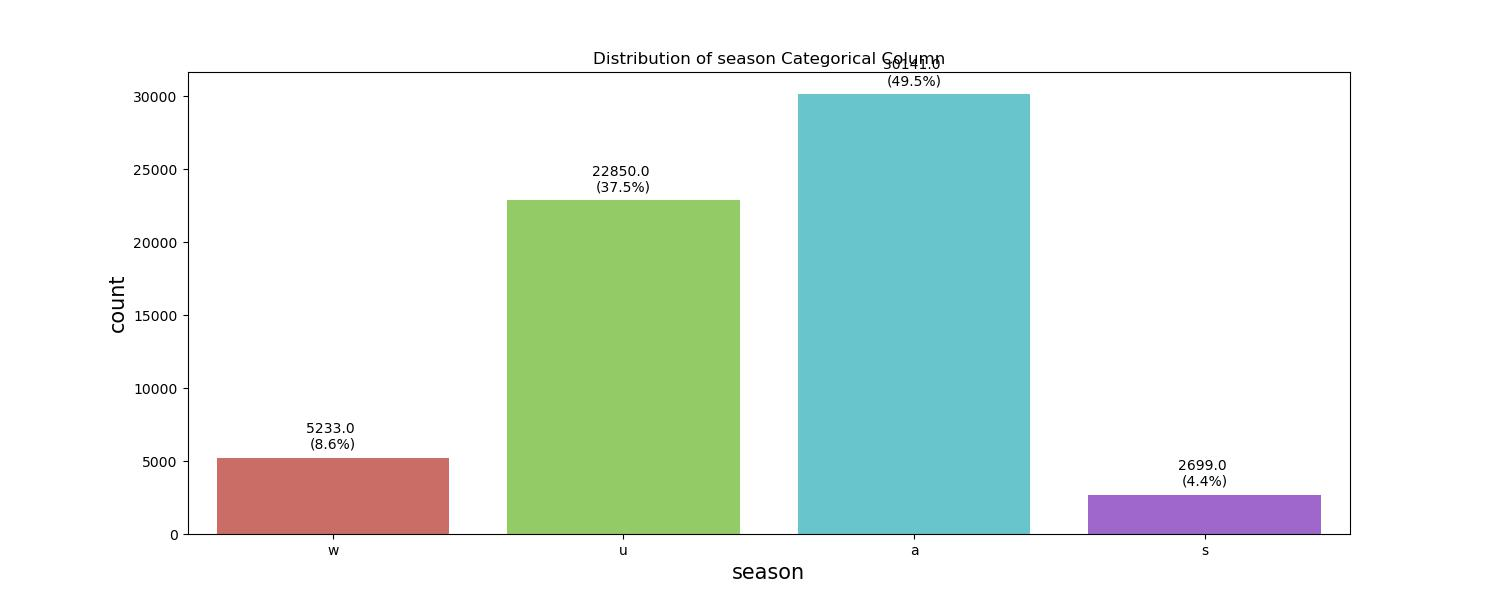 Distribution of season Categorical Column
30141.0
(49.5%)
30000
25000
22850.0
(37.5%)
20000
15000
10000
5233.0
(8.6%)
5000
2699.0
(4.4%)
0
count
w
u
a
s
season